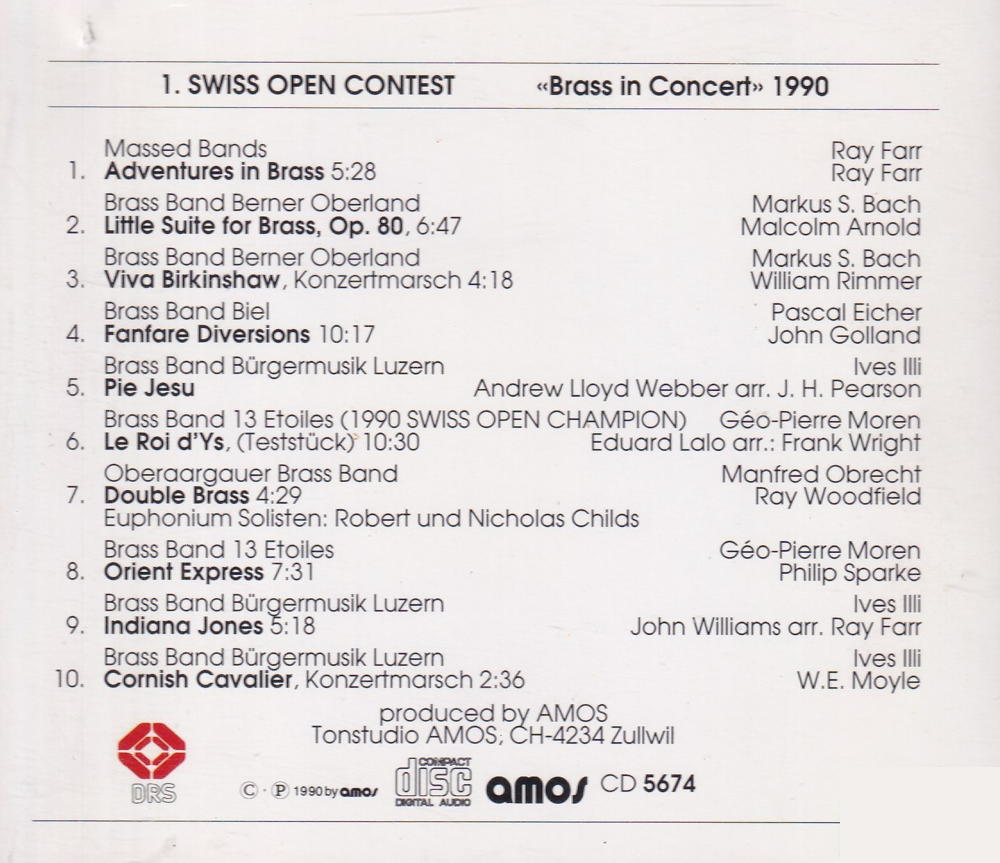 1. SWISS OPEN CONTEST «Brass in Concert» 1990
Massed Bands Ray Farr
1. Adventures in Brass 5:28 Ray Farr
Brass Band Berner Oberland Markus S. Bach
2. Little Suite for Brass, Op. 80, 6:47 Malcolm Arnold
Brass Band Berner Oberland Markus S. Bach
3. Viva Birkinshaw, Konzertmarsch 4:18 William Rimmer
Brass Band Biel Pascal Eicher
4. Fanfare Diversions 10:17 John Golland
Brass Band Bürgermusik Luzern Ives Illi
5. Pie Jesu Andrew Lloyd Webber arr. J. H. Pearson
Brass Band 13 Etoiles (1990 SWISS OPEN CHAMPION) Géo-Pierre Moren
6. Le Roi d'Ys, (Teststück) 10:30 Eduard Lalo arr.: Frank Wright
Oberaargauer Brass Band Manfred Obrecht
7. Double Brass 4:29 Ray Woodfield
Euphonium Solisten: Robert und Nicholas Childs
Brass Band 13 Etoiles Géo-Pierre Moren
8. Orient Express 7:31 Philip Sparke
Brass Band Bürgermusik Luzern Ives Illi
9. Indiana Jones 5:18 John Williams arr. Ray Farr
Brass Band Bürgermusik Luzern Ives Illi
10. Cornish Cavalier, Konzertmarsch 2:36 W.E. Moyle
produced by AMOS
Tonstudio AMOS; CH-4234 Zullwil
DRS
© · ℗ 1990 by amos
COMPACT disc DIGITAL AUDIO
amos CD 5674